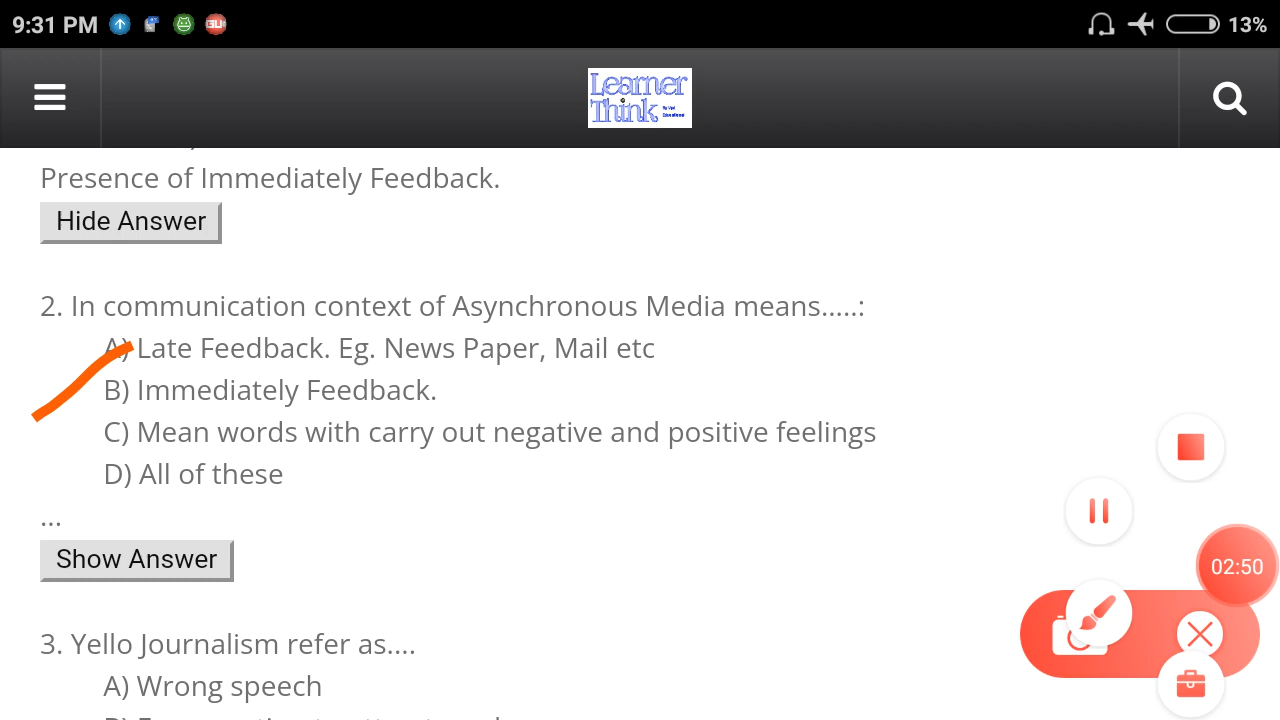 9:31 PM
13%
Learner
Think
Presence of Immediately Feedback.
Hide Answer
2. In communication context of Asynchronous Media means.....:
A) Late Feedback. Eg. News Paper, Mail etc
B) Immediately Feedback.
C) Mean words with carry out negative and positive feelings
D) All of these
...
Show Answer
02:50
3. Yello Journalism refer as....
A) Wrong speech